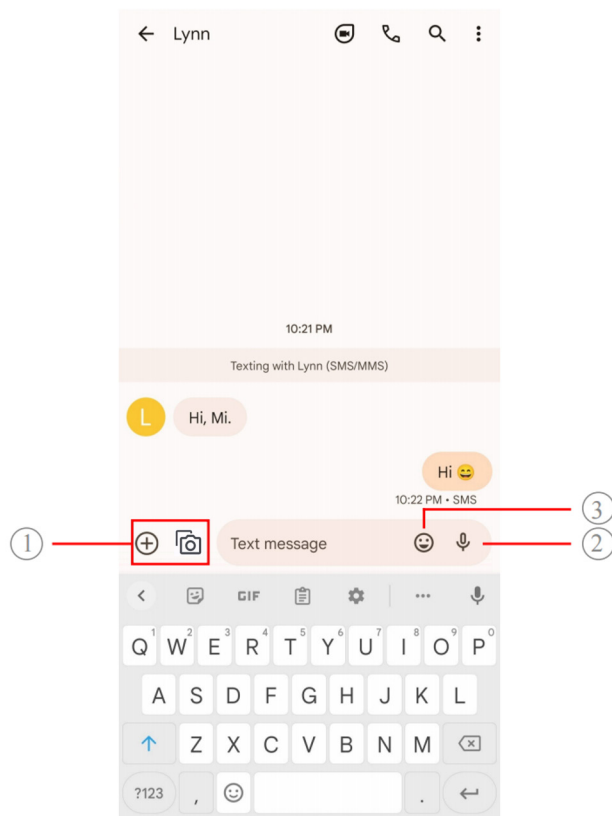 Lynn
10:21 PM
Texting with Lynn (SMS/MMS)
L
Hi, Mi.
Hi 😄
10:22 PM • SMS
③
①
Text message
②
GIF
Q1 W2 E3 R4 T5 Y6 U7 I8 O9 P0
A S D F G H J K L
Z X C V B N M
?123 , .